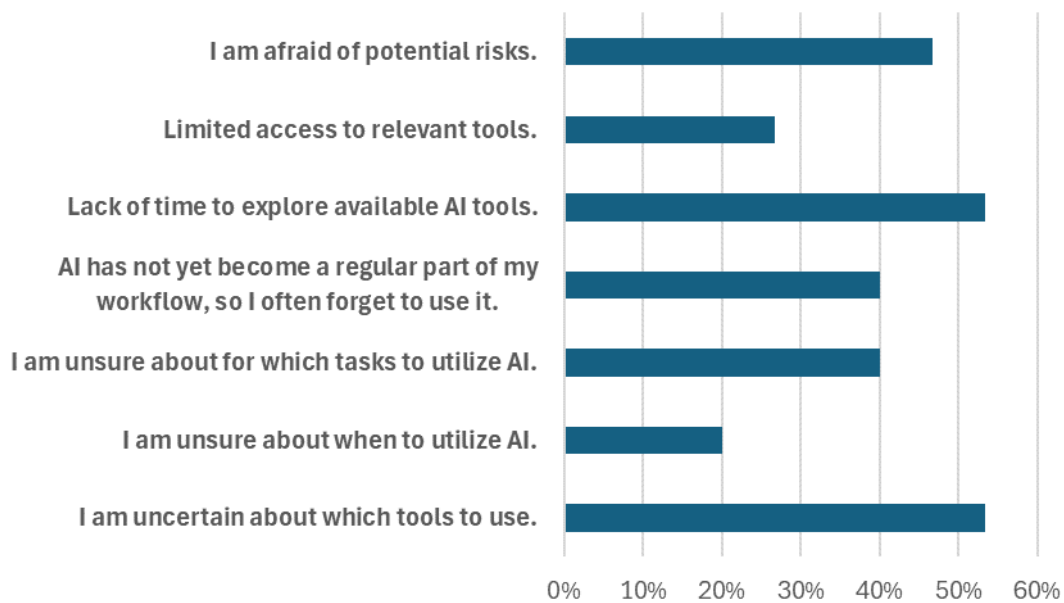 I am afraid of potential risks.
Limited access to relevant tools.
Lack of time to explore available AI tools.
AI has not yet become a regular part of my
workflow, so I often forget to use it.
I am unsure about for which tasks to utilize AI.
I am unsure about when to utilize AI.
I am uncertain about which tools to use.
0% 10% 20% 30% 40% 50% 60%